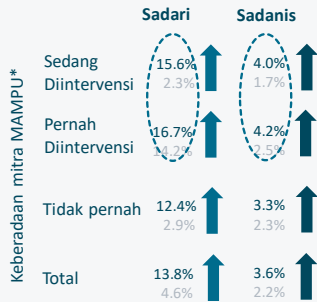 Sadari Sadanis
Keberadaan mitra MAMPU*
Sedang 15.6% 4.0%
Diintervensi 2.3% 1.7%
Pernah 16.7% 4.2%
Diintervensi 14.2% 2.5%
Tidak pernah 12.4% 3.3%
2.9% 2.3%
Total 13.8% 3.6%
4.6% 2.2%